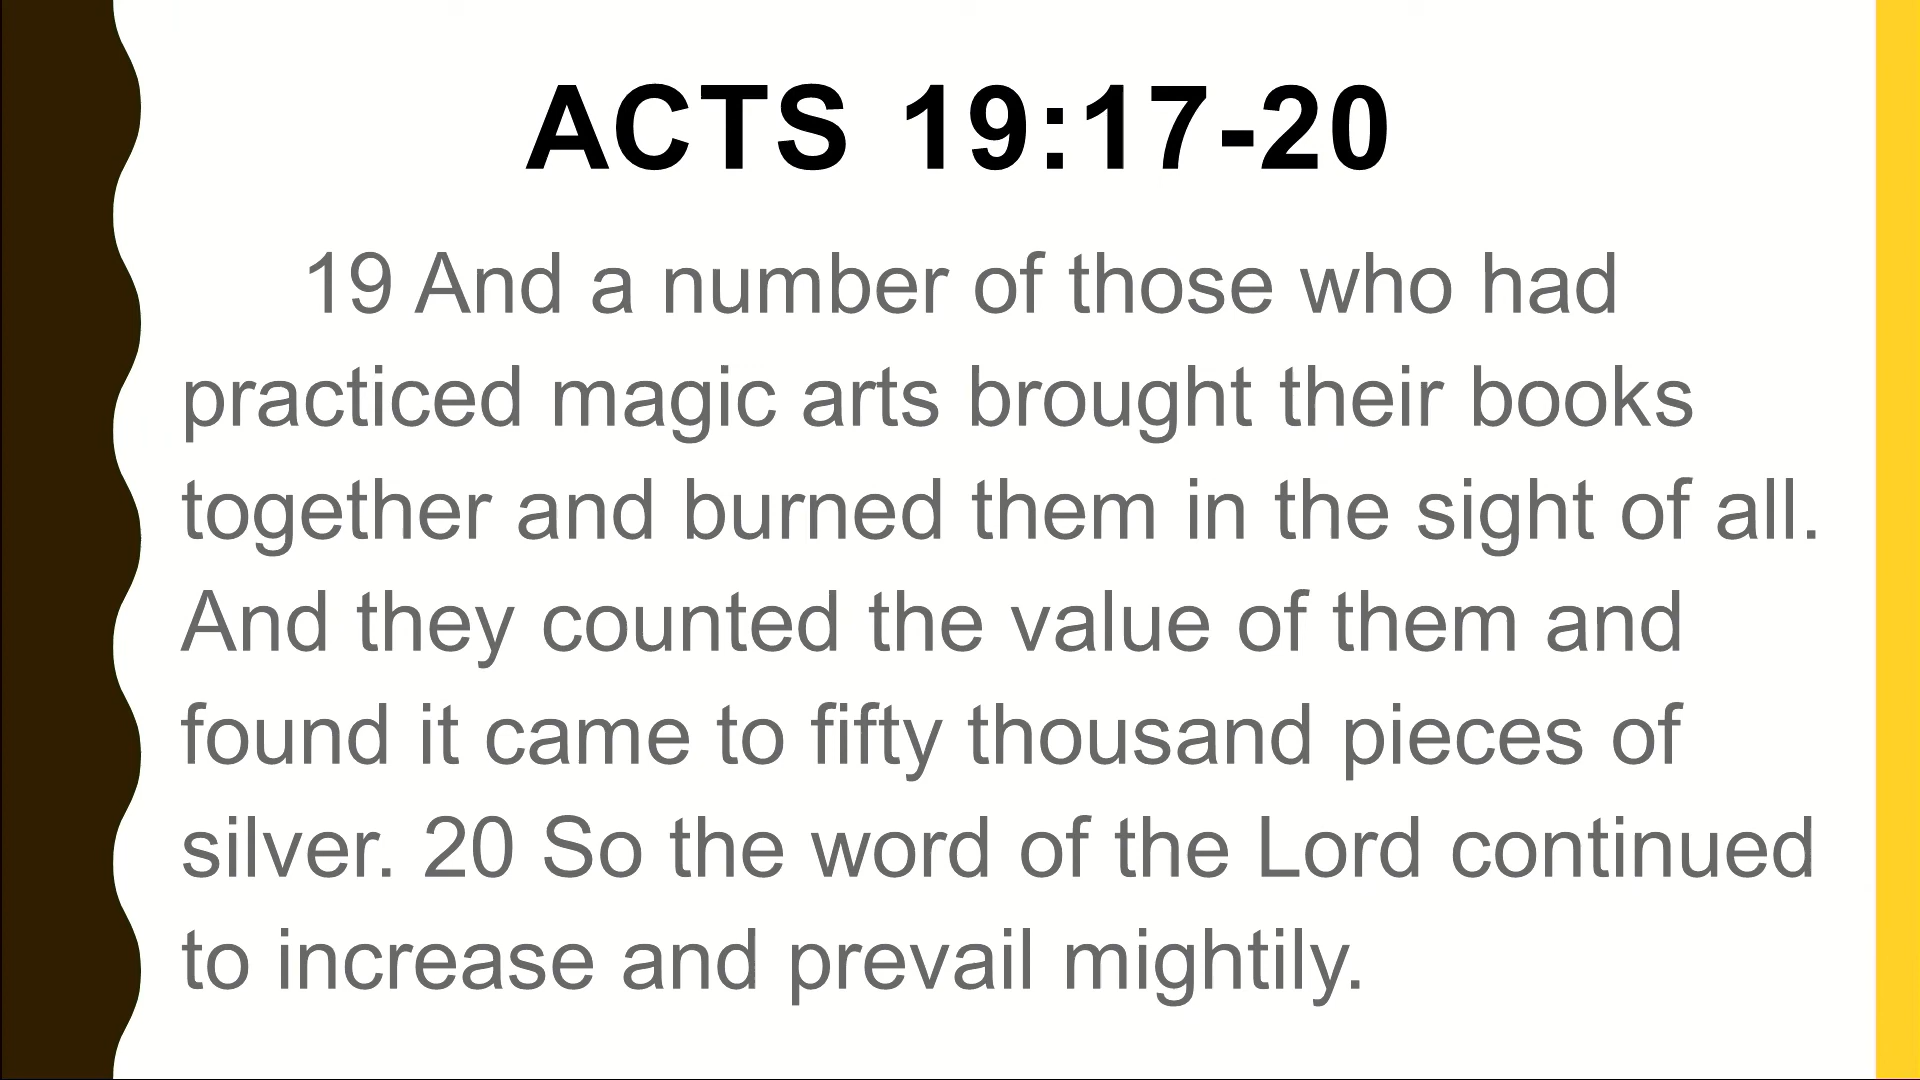 ACTS 19:17-20
19 And a number of those who had
practiced magic arts brought their books
together and burned them in the sight of all.
And they counted the value of them and
found it came to fifty thousand pieces of
silver. 20 So the word of the Lord continued
to increase and prevail mightily.